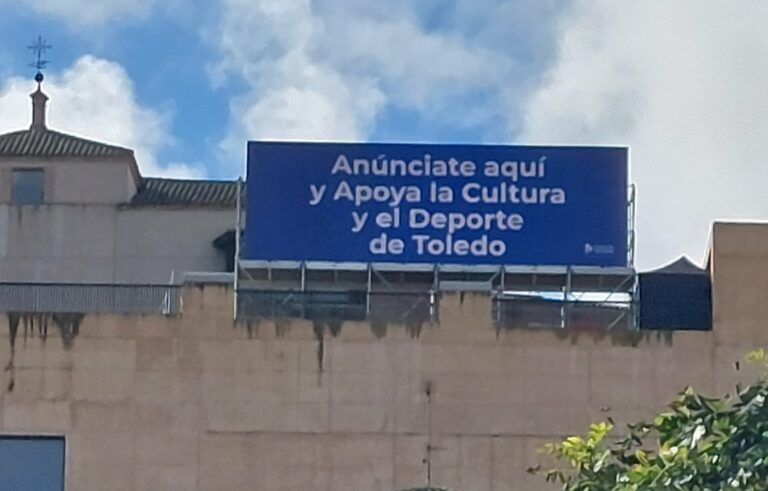 Anúnciate aquí
y Apoya la Cultura
y el Deporte
de Toledo